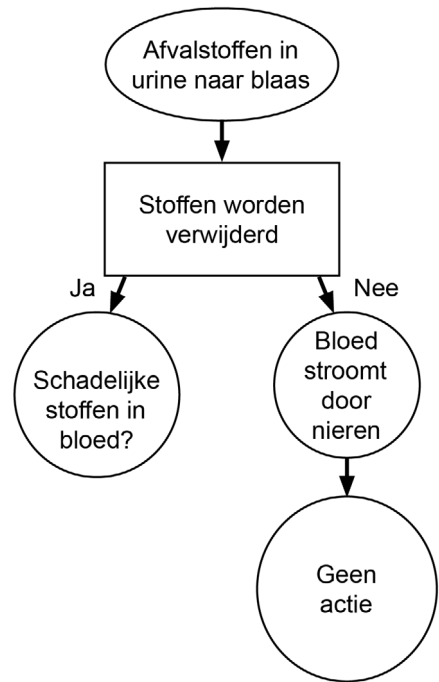 Afvalstoffen in
urine naar blaas
Stoffen worden
verwijderd
Ja
Nee
Schadelijke
stoffen in
bloed?
Bloed
stroomt
door
nieren
Geen
actie